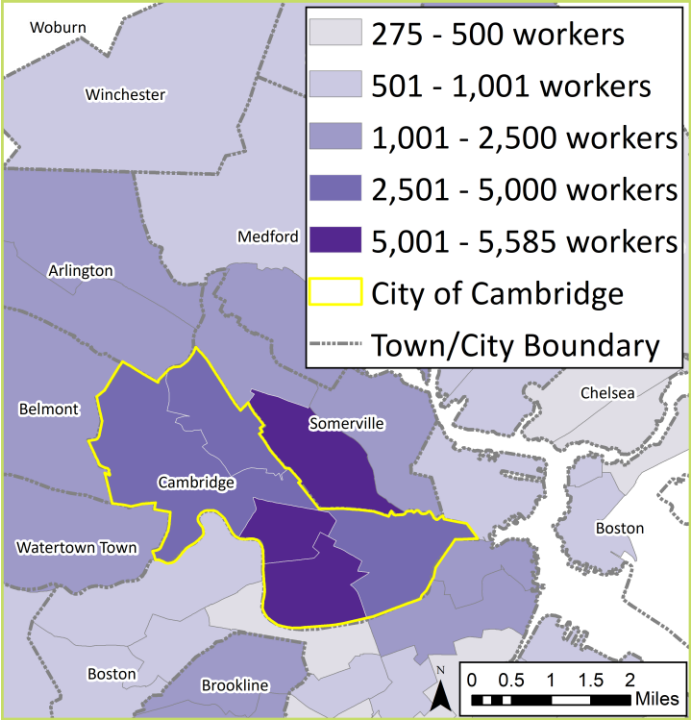 Woburn
Winchester
Medford
Arlington
Belmont
Somerville
Chelsea
Cambridge
Watertown Town
Boston
Boston
Brookline
275 - 500 workers
501 - 1,001 workers
1,001 - 2,500 workers
2,501 - 5,000 workers
5,001 - 5,585 workers
City of Cambridge
Town/City Boundary
N
0 0.5 1 1.5 2
Miles